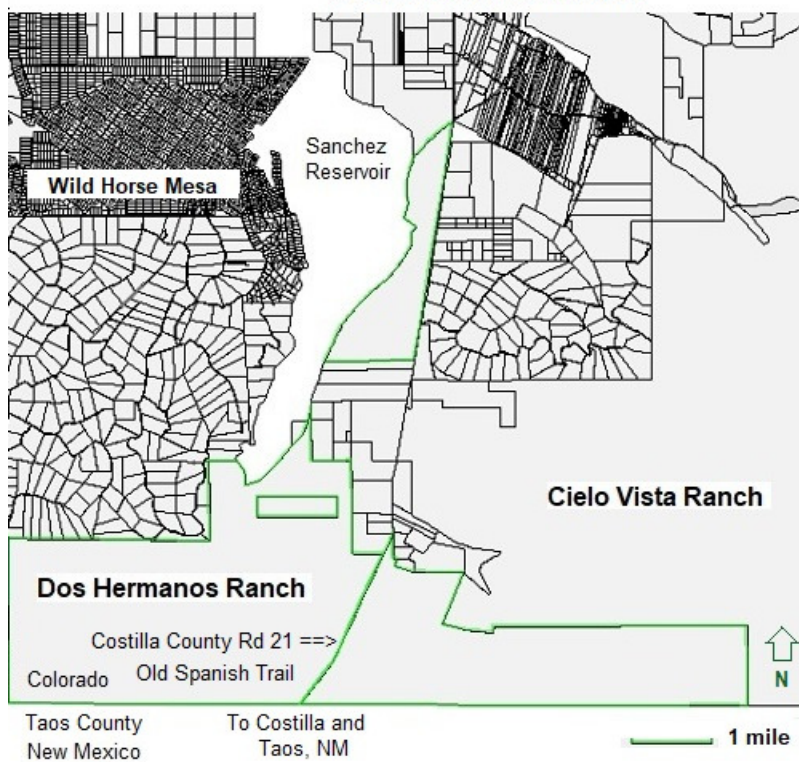 Sanchez
Reservoir
Wild Horse Mesa
Cielo Vista Ranch
Dos Hermanos Ranch
Costilla County Rd 21 ==>
Old Spanish Trail
Colorado
N
Taos County
New Mexico
To Costilla and
Taos, NM
1 mile